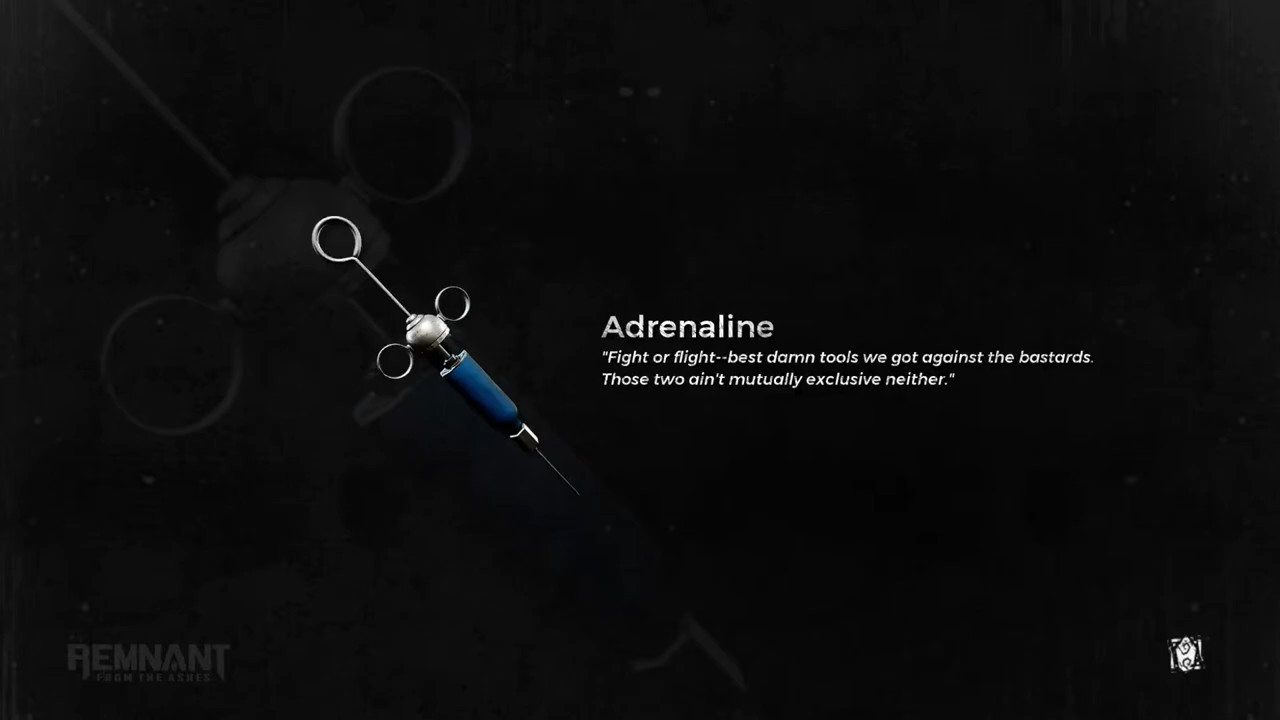 Adrenaline
"Fight or flight--best damn tools we got against the bastards.
Those two ain't mutually exclusive neither."
REMNANT
FROM THE ASHES